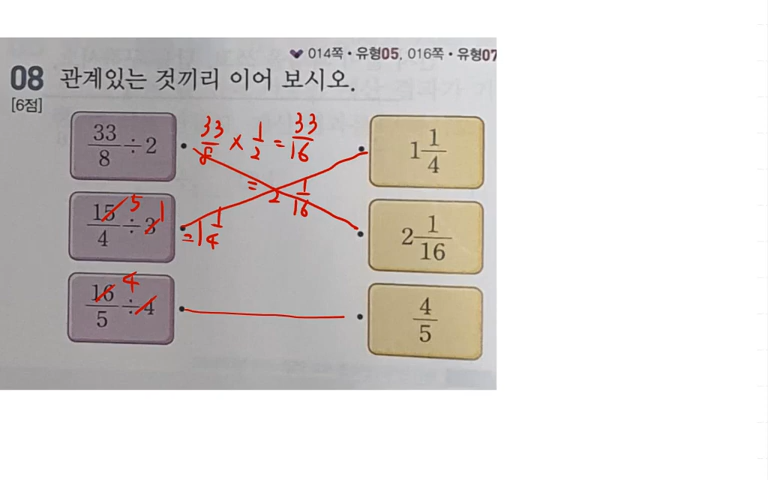 014쪽 • 유형05, 016쪽 • 유형07
08 관계있는 것끼리 이어 보시오.
[6점]
33/8 ÷ 2 • 33/8 × 1/2 = 33/16 • 1 1/4
= 2 1/16
15/4 ÷ 3 5 1 • = 1 1/4 • 2 1/16
16/5 ÷ 4 4 • • 4/5